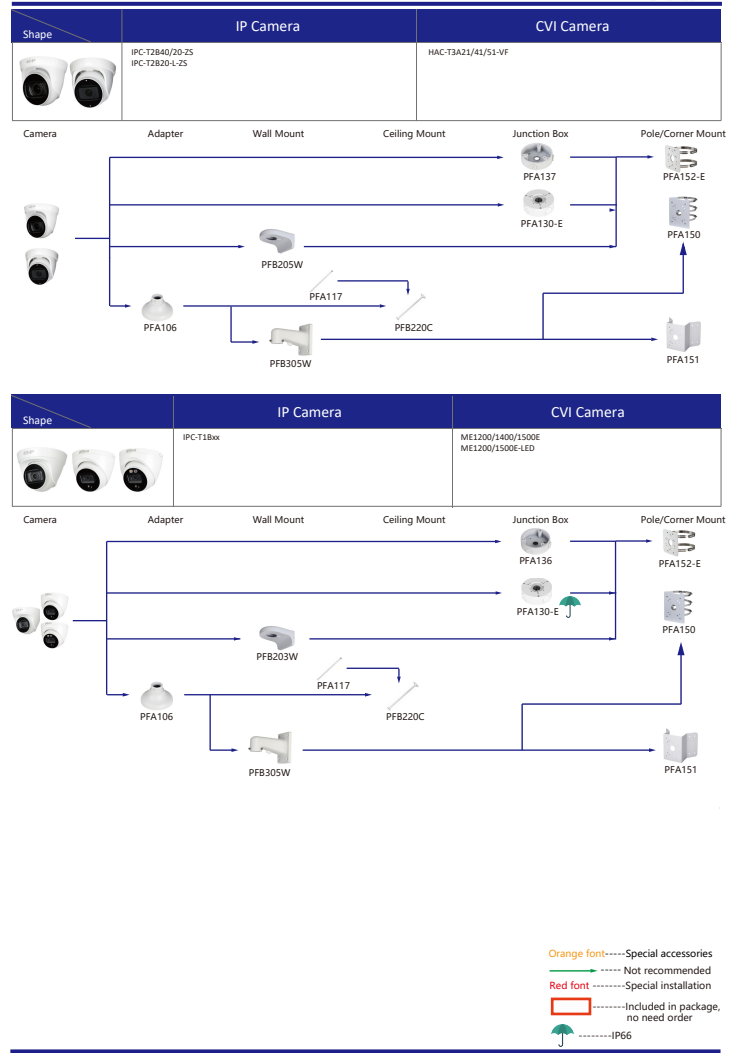 Shape
IP Camera
CVI Camera
IPC-T2B40/20-ZS
IPC-T2B20-L-ZS
HAC-T3A21/41/51-VF
Camera
Adapter
Wall Mount
Ceiling Mount
Junction Box
Pole/Corner Mount
PFA137
PFA152-E
PFA130-E
PFA150
PFB205W
PFA117
PFA106
PFB220C
PFB305W
PFA151
Shape
IP Camera
CVI Camera
IPC-T1Bxx
ME1200/1400/1500E
ME1200/1500E-LED
Camera
Adapter
Wall Mount
Ceiling Mount
Junction Box
Pole/Corner Mount
PFA136
PFA152-E
PFA130-E
PFA150
PFB203W
PFA117
PFA106
PFB220C
PFB305W
PFA151
Orange font-----Special accessories
----- Not recommended
Red font --------Special installation
--------Included in package,
no need order
--------IP66